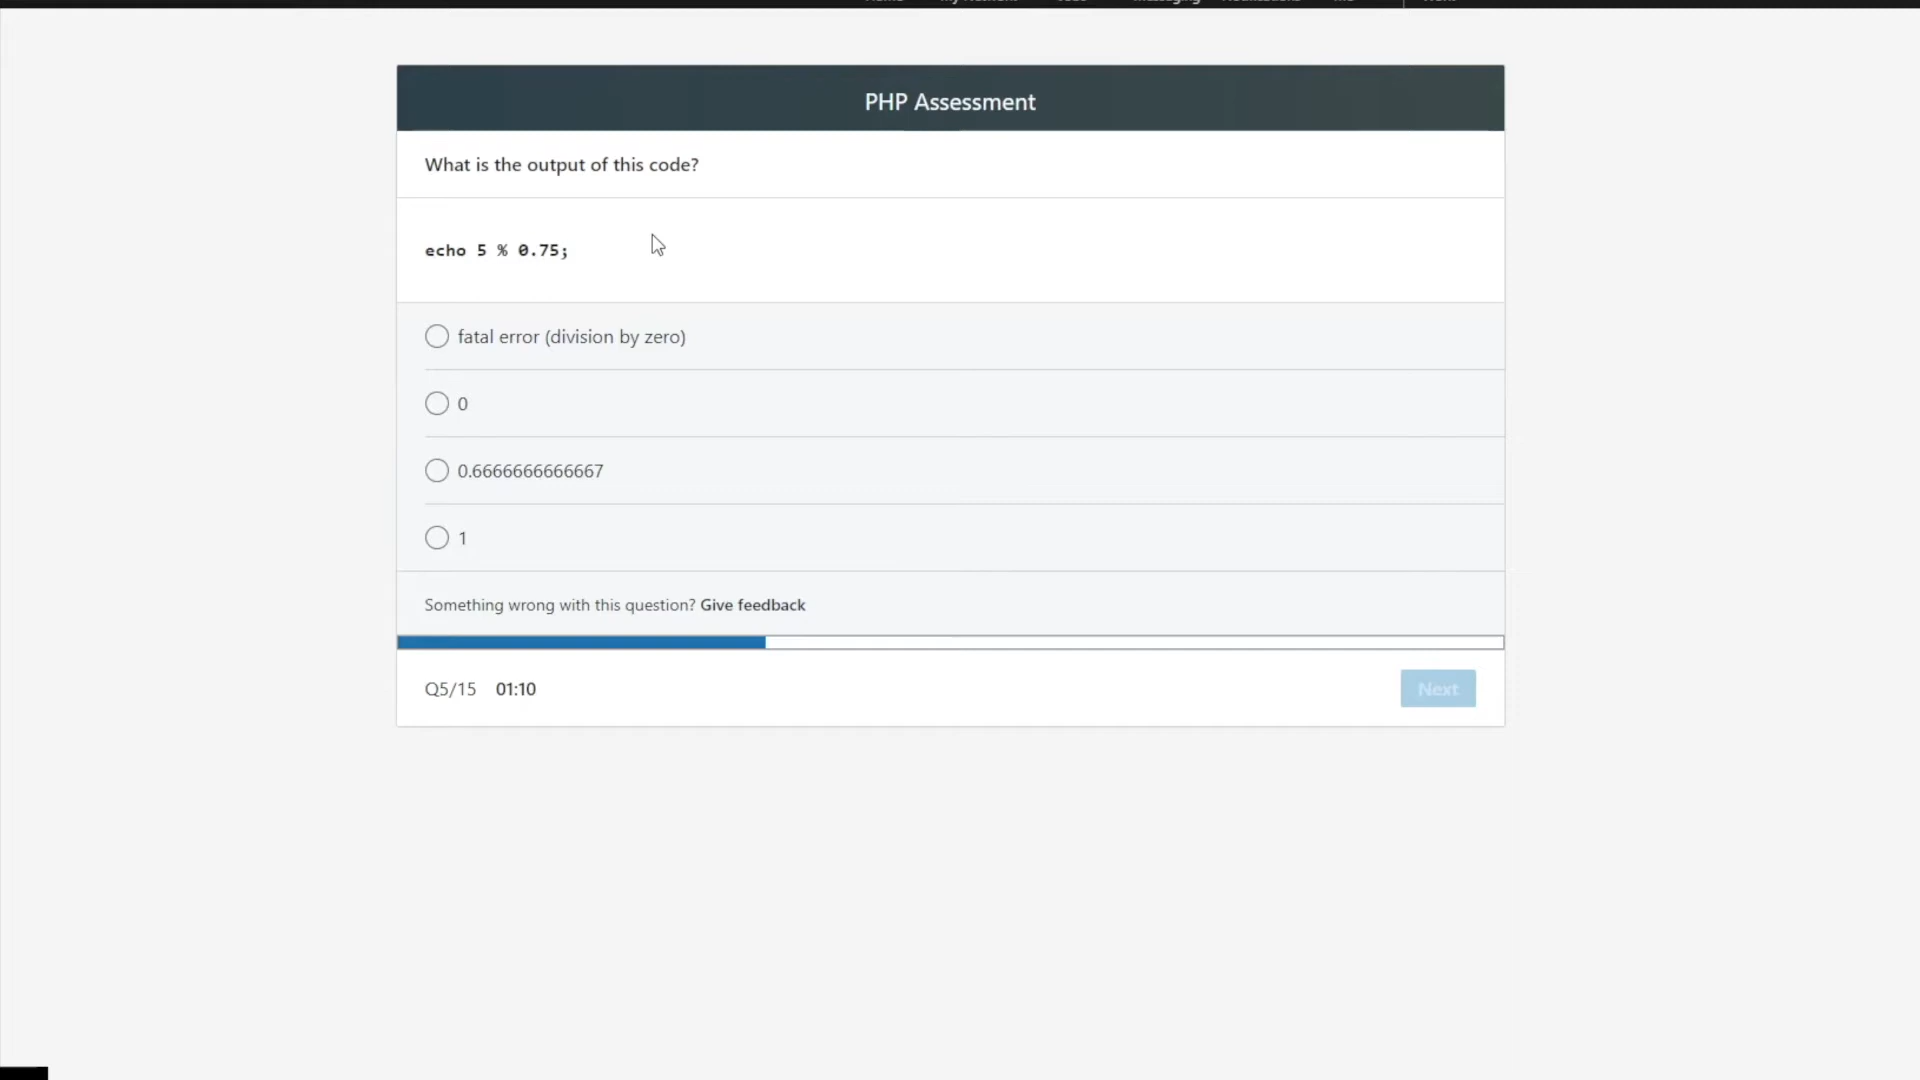 PHP Assessment
What is the output of this code?
echo 5 % 0.75;
fatal error (division by zero)
0
0.6666666666667
1
Something wrong with this question? Give feedback
Q5/15 01:10
Next